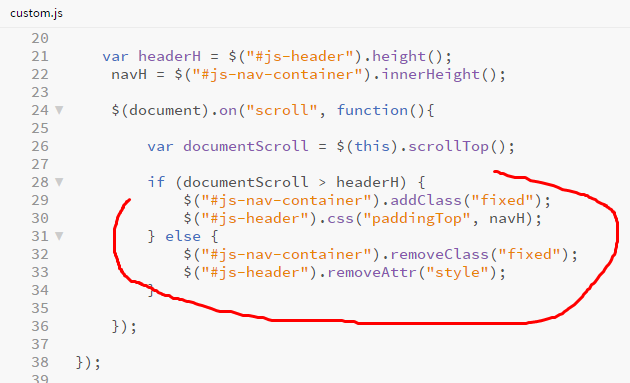 custom.js
20
21 var headerH = $("#js-header").height();
22 navH = $("#js-nav-container").innerHeight();
23
24 $(document).on("scroll", function(){
25
26 var documentScroll = $(this).scrollTop();
27
28 if (documentScroll > headerH) {
29 $("#js-nav-container").addClass("fixed");
30 $("#js-header").css("paddingTop", navH);
31 } else {
32 $("#js-nav-container").removeClass("fixed");
33 $("#js-header").removeAttr("style");
34 }
35
36 });
37
38 });
39